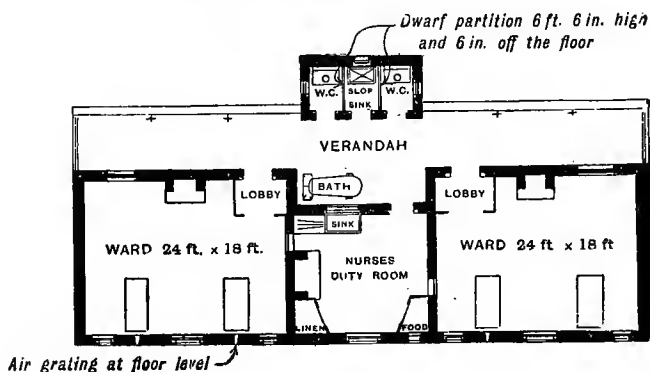 Dwarf partition 6 ft. 6 in. high
and 6 in. off the floor
W.C.
SLOP
SINK
W.C.
VERANDAH
LOBBY
BATH
LOBBY
SINK
WARD 24 ft. x 18 ft.
NURSES
DUTY ROOM
WARD 24 ft x 18 ft
LINEN
FOOD
Air grating at floor level